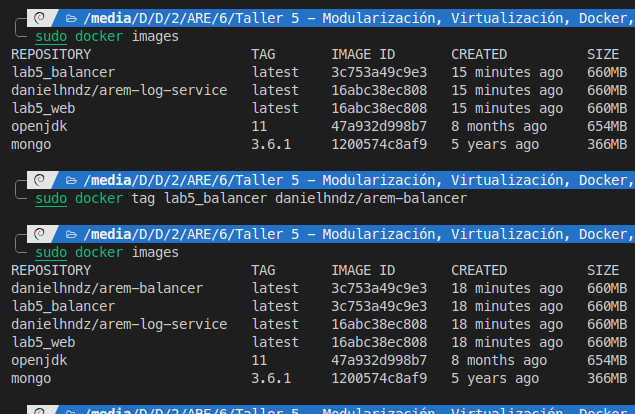 /media/D/D/2/ARE/6/Taller 5 – Modularización, Virtualización, Docker,
sudo docker images
REPOSITORY TAG IMAGE ID CREATED SIZE
lab5_balancer latest 3c753a49c9e3 15 minutes ago 660MB
danielhndz/arem-log-service latest 16abc38ec808 15 minutes ago 660MB
lab5_web latest 16abc38ec808 15 minutes ago 660MB
openjdk 11 47a932d998b7 8 months ago 654MB
mongo 3.6.1 1200574c8af9 5 years ago 366MB
/media/D/D/2/ARE/6/Taller 5 – Modularización, Virtualización, Docker,
sudo docker tag lab5_balancer danielhndz/arem-balancer
/media/D/D/2/ARE/6/Taller 5 – Modularización, Virtualización, Docker,
sudo docker images
REPOSITORY TAG IMAGE ID CREATED SIZE
danielhndz/arem-balancer latest 3c753a49c9e3 18 minutes ago 660MB
lab5_balancer latest 3c753a49c9e3 18 minutes ago 660MB
danielhndz/arem-log-service latest 16abc38ec808 18 minutes ago 660MB
lab5_web latest 16abc38ec808 18 minutes ago 660MB
openjdk 11 47a932d998b7 8 months ago 654MB
mongo 3.6.1 1200574c8af9 5 years ago 366MB
/media/D/D/2/ARE/6/Taller 5 – Modularización, Virtualización, Docker,